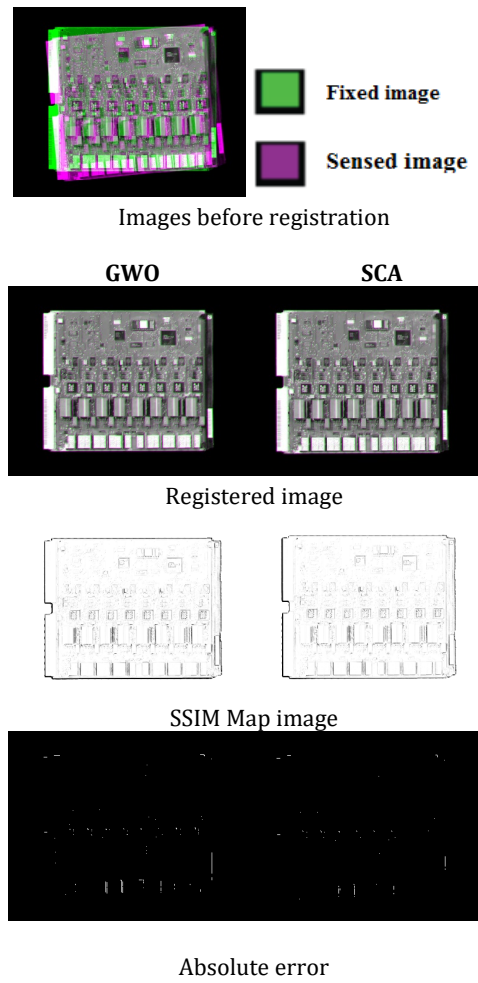 Fixed image
Sensed image
Images before registration
GWO SCA
Registered image
SSIM Map image
Absolute error